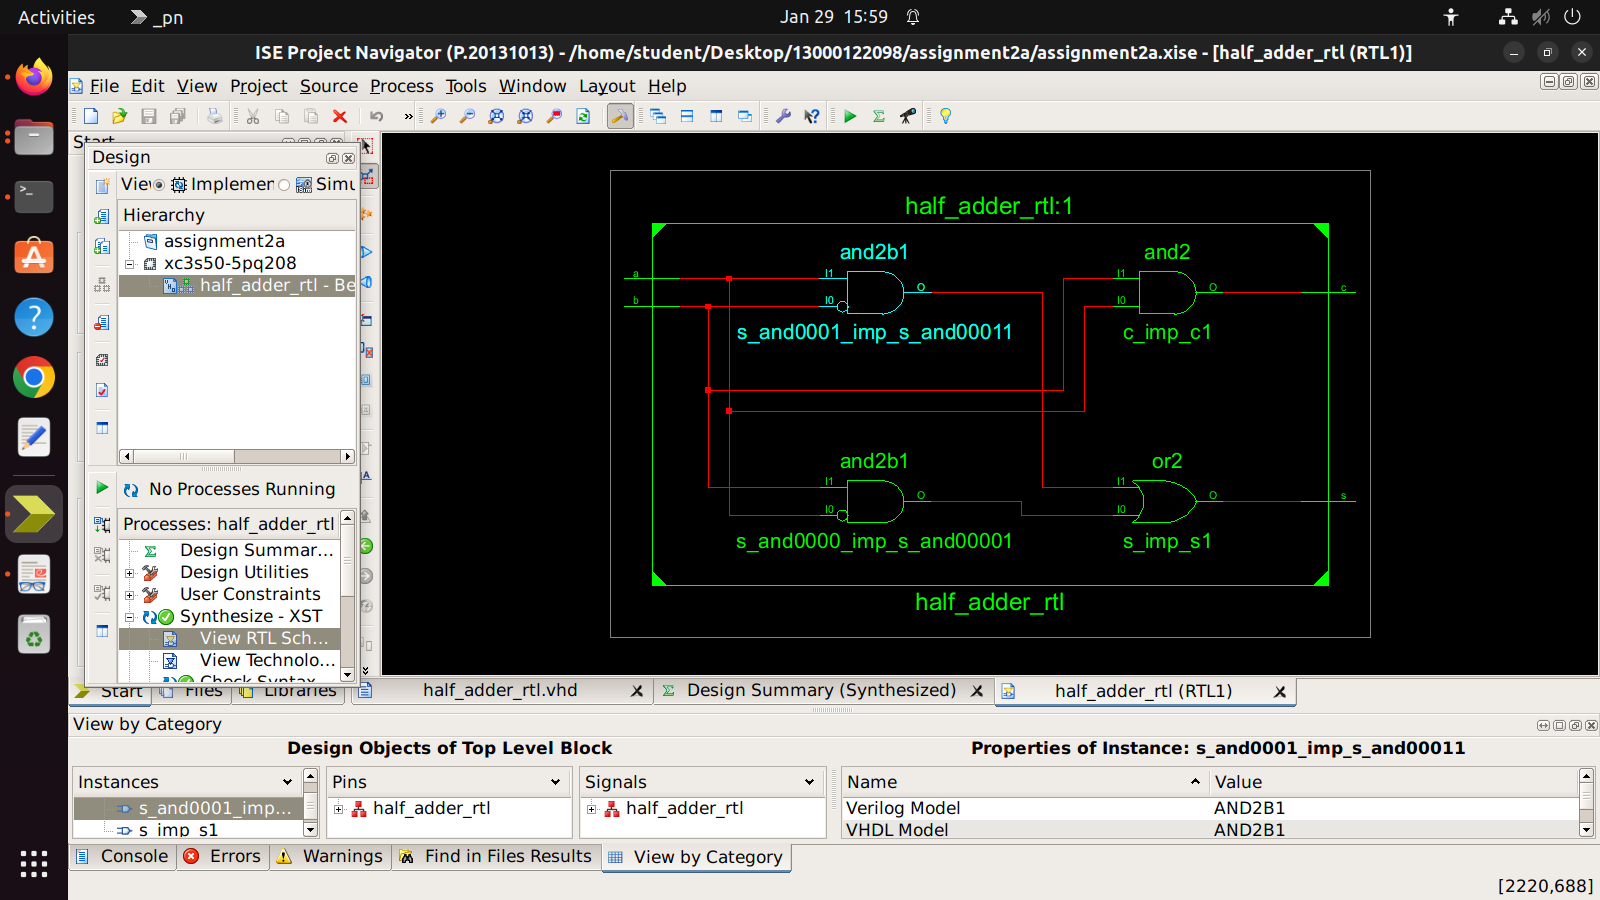 Activities
_pn
Jan 29 15:59
ISE Project Navigator (P.20131013) - /home/student/Desktop/13000122098/assignment2a/assignment2a.xise - [half_adder_rtl (RTL1)]
File Edit View Project Source Process Tools Window Layout Help
»
Start
Design
View Implemen Simu
Hierarchy
assignment2a
xc3s50-5pq208
half_adder_rtl - Be
No Processes Running
Processes: half_adder_rtl
Design Summar...
Design Utilities
User Constraints
Synthesize - XST
View RTL Sch...
View Technolo...
Check Syntax
half_adder_rtl:1
and2b1
and2
a
I1
I1
b
I0
O
I0
O
c
s_and0001_imp_s_and00011
c_imp_c1
and2b1
or2
I1
I1
I0
O
I0
O
s
s_and0000_imp_s_and00001
s_imp_s1
half_adder_rtl
Start
Files
Libraries
half_adder_rtl.vhd
Design Summary (Synthesized)
half_adder_rtl (RTL1)
View by Category
Design Objects of Top Level Block
Properties of Instance: s_and0001_imp_s_and00011
Instances
Pins
Signals
Name
Value
s_and0001_imp...
half_adder_rtl
half_adder_rtl
Verilog Model
AND2B1
s_imp_s1
VHDL Model
AND2B1
Console
Errors
Warnings
Find in Files Results
View by Category
[2220,688]